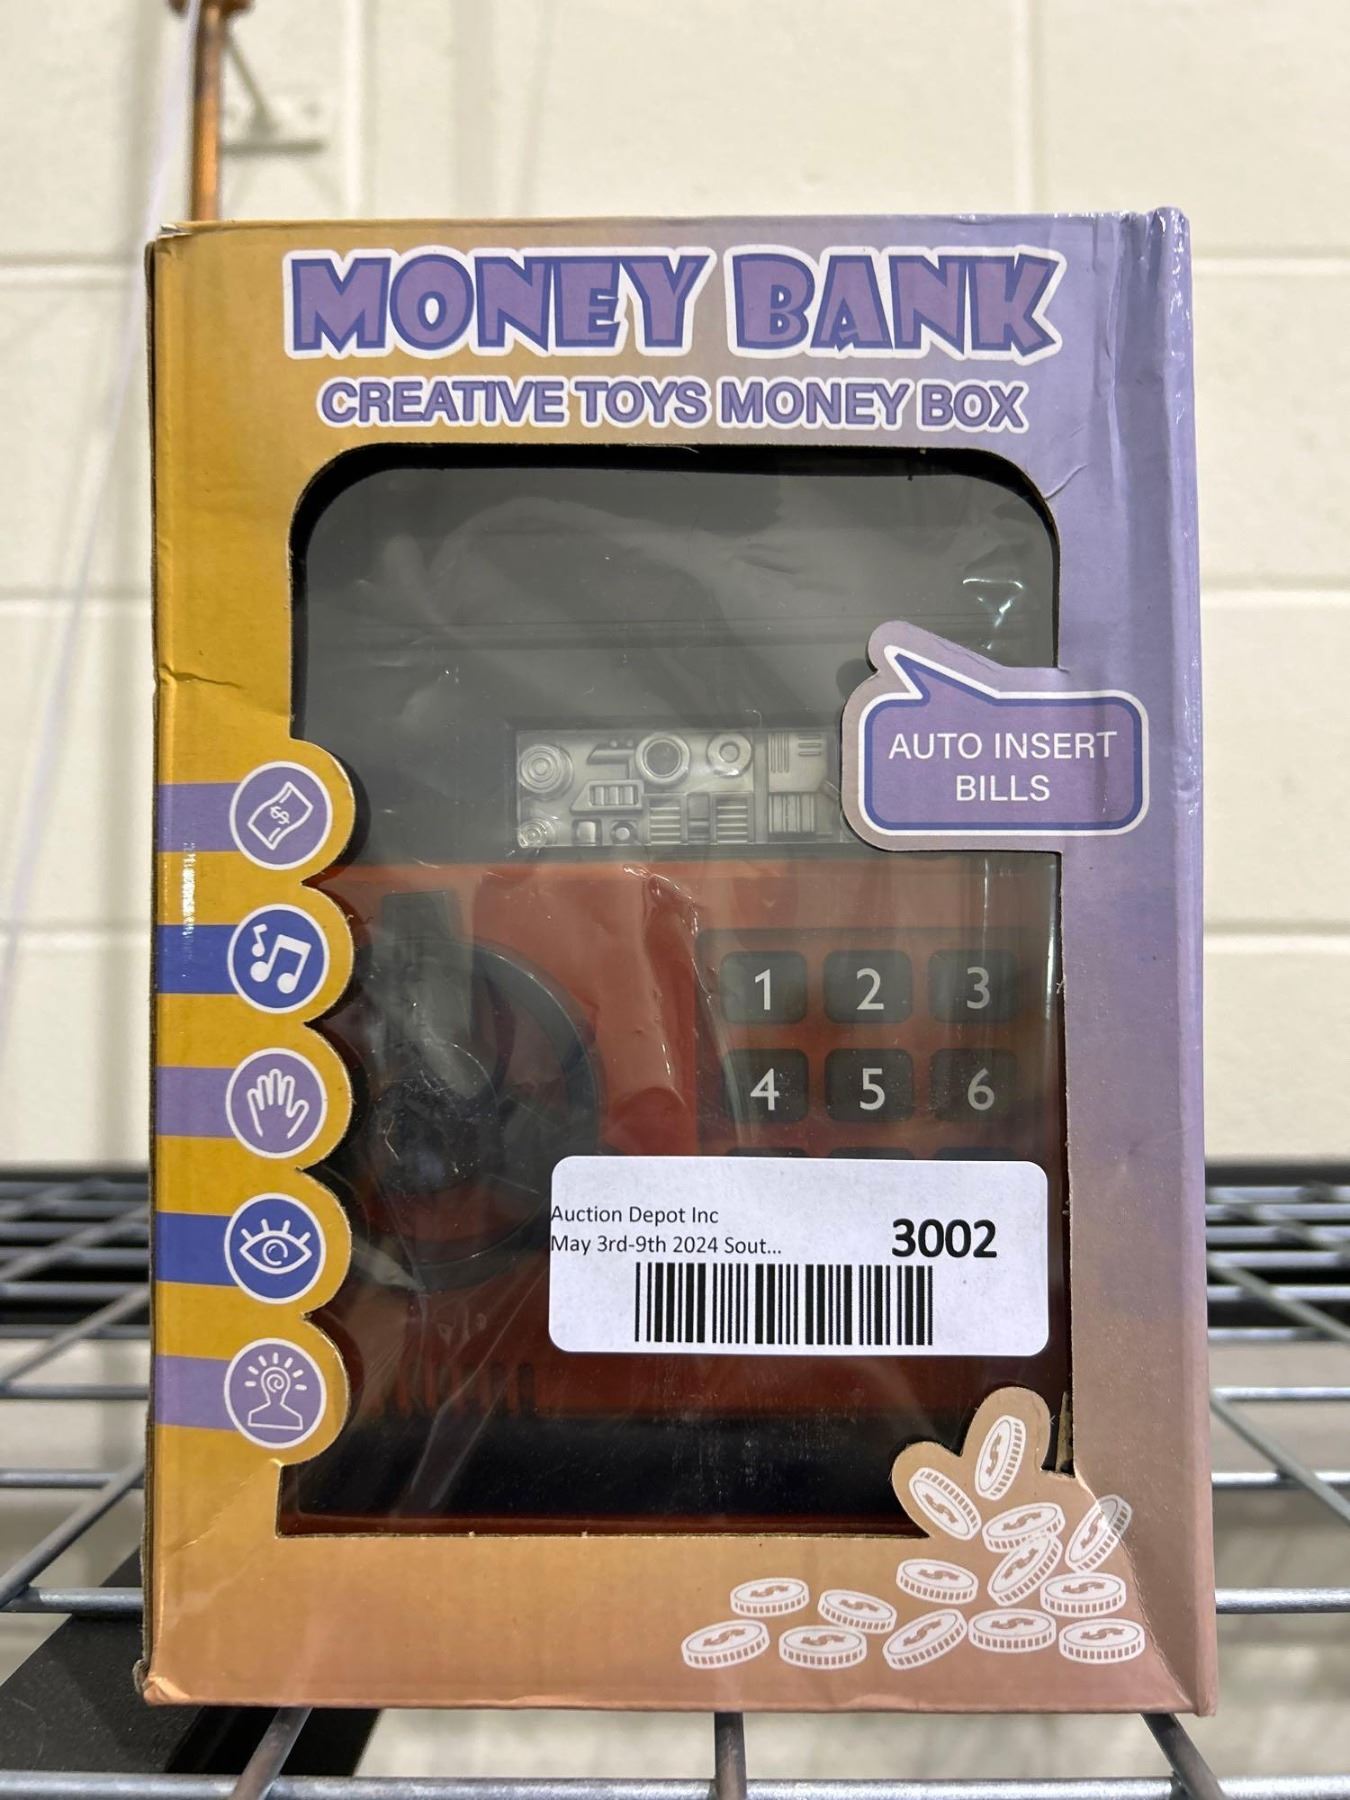 MONEY BANK
CREATIVE TOYS MONEY BOX
AUTO INSERT
BILLS
1 2 3
4 5 6
Auction Depot Inc
May 3rd-9th 2024 Sout...
3002